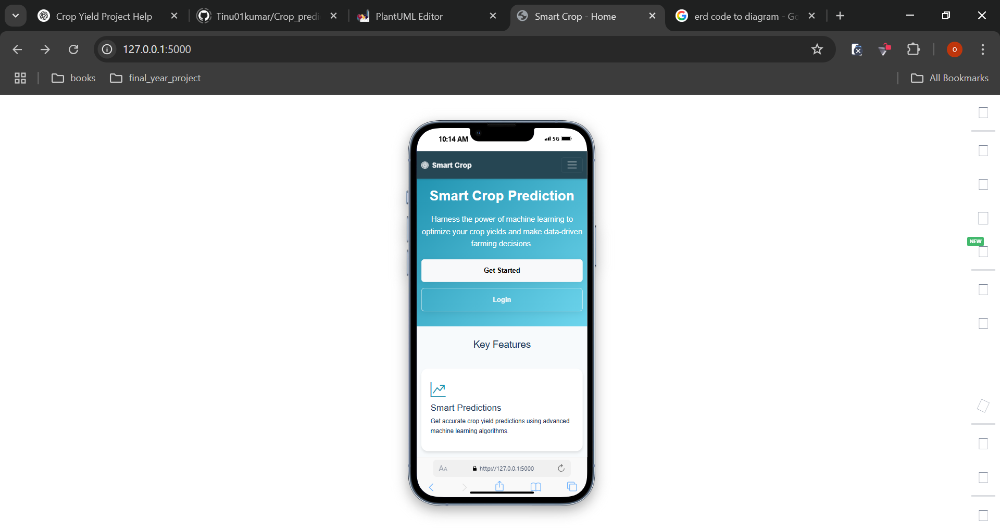 Crop Yield Project Help
Tinu01kumar/Crop_predi
PlantUML Editor
Smart Crop - Home
erd code to diagram - Go
127.0.0.1:5000
o
books
final_year_project
All Bookmarks
NEW
10:14 AM
5G
Smart Crop
Smart Crop Prediction
Harness the power of machine learning to
optimize your crop yields and make data-driven
farming decisions.
Get Started
Login
Key Features
Smart Predictions
Get accurate crop yield predictions using advanced
machine learning algorithms.
AA
http://127.0.0.1:5000